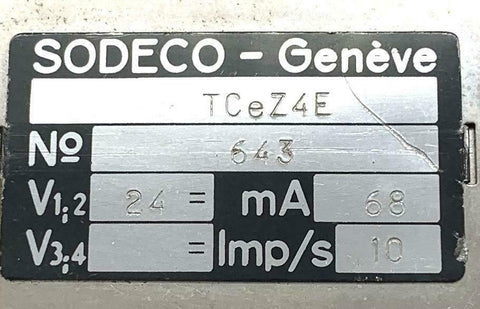 SODECO - Genève
TCeZ4E
No 643
V1,2 24 = mA 68
V3,4 = Imp/s 10